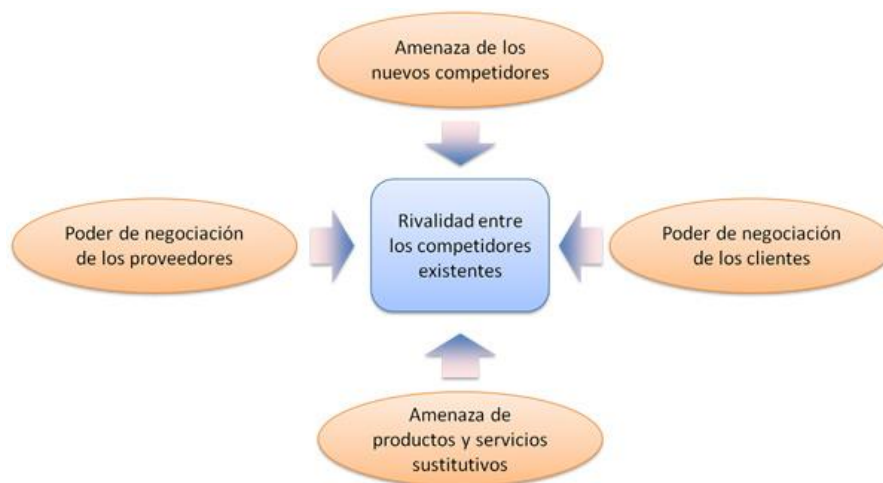 Amenaza de los
nuevos competidores
Poder de negociación
de los proveedores
Rivalidad entre
los competidores
existentes
Poder de negociación
de los clientes
Amenaza de
productos y servicios
sustitutivos